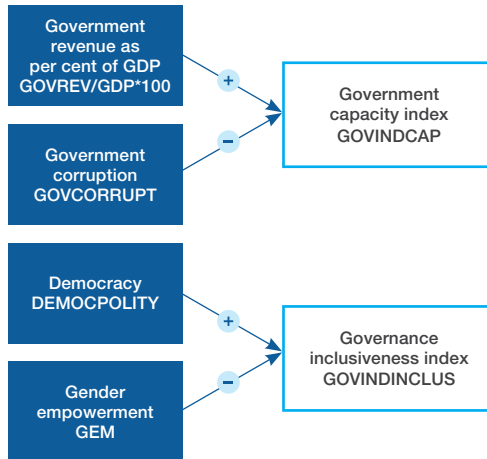 Government
revenue as
per cent of GDP
GOVREV/GDP*100
+
Government
capacity index
GOVINDCAP
−
Government
corruption
GOVCORRUPT
Democracy
DEMOCPOLITY
+
Governance
inclusiveness index
GOVINDINCLUS
−
Gender
empowerment
GEM